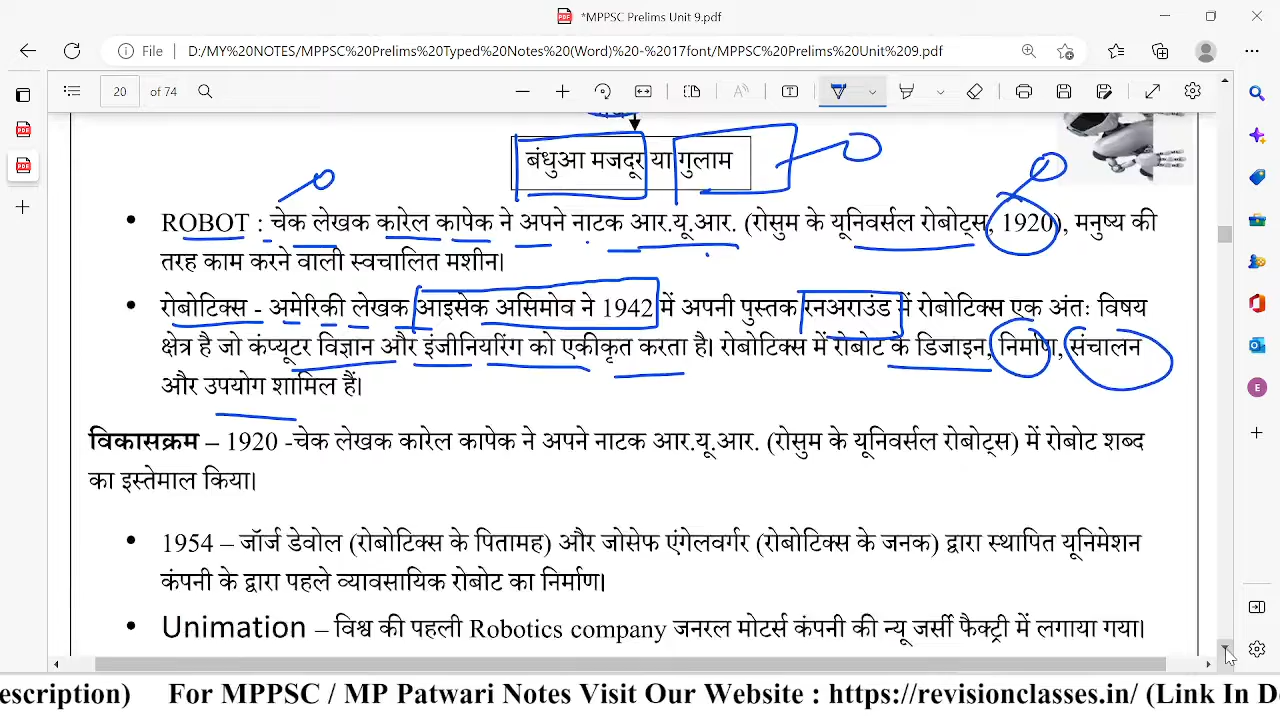 *MPPSC Prelims Unit 9.pdf
File D:/MY%20NOTES/MPPSC%20Prelims%20Typed%20Notes%20(Word)%20-%2017font/MPPSC%20Prelims%20Unit%209.pdf
20 of 74
बंधुआ मजदूर या गुलाम
• ROBOT : चेक लेखक कारेल कापेक ने अपने नाटक आर.यू.आर. (रोसुम के यूनिवर्सल रोबोट्स, 1920), मनुष्य की
तरह काम करने वाली स्वचालित मशीन।
• रोबोटिक्स - अमेरिकी लेखक आइसेक असिमोव ने 1942 में अपनी पुस्तक रनअराउंड में रोबोटिक्स एक अंतः विषय
क्षेत्र है जो कंप्यूटर विज्ञान और इंजीनियरिंग को एकीकृत करता है। रोबोटिक्स में रोबोट के डिजाइन, निर्माण, संचालन
और उपयोग शामिल हैं।
विकासक्रम – 1920 -चेक लेखक कारेल कापेक ने अपने नाटक आर.यू.आर. (रोसुम के यूनिवर्सल रोबोट्स) में रोबोट शब्द
का इस्तेमाल किया।
• 1954 – जॉर्ज डेवोल (रोबोटिक्स के पितामह) और जोसेफ एंगेलवर्गर (रोबोटिक्स के जनक) द्वारा स्थापित यूनिमेशन
कंपनी के द्वारा पहले व्यावसायिक रोबोट का निर्माण।
• Unimation – विश्व की पहली Robotics company जनरल मोटर्स कंपनी की न्यू जर्सी फैक्ट्री में लगाया गया।
escription) For MPPSC / MP Patwari Notes Visit Our Website : https://revisionclasses.in/ (Link In De